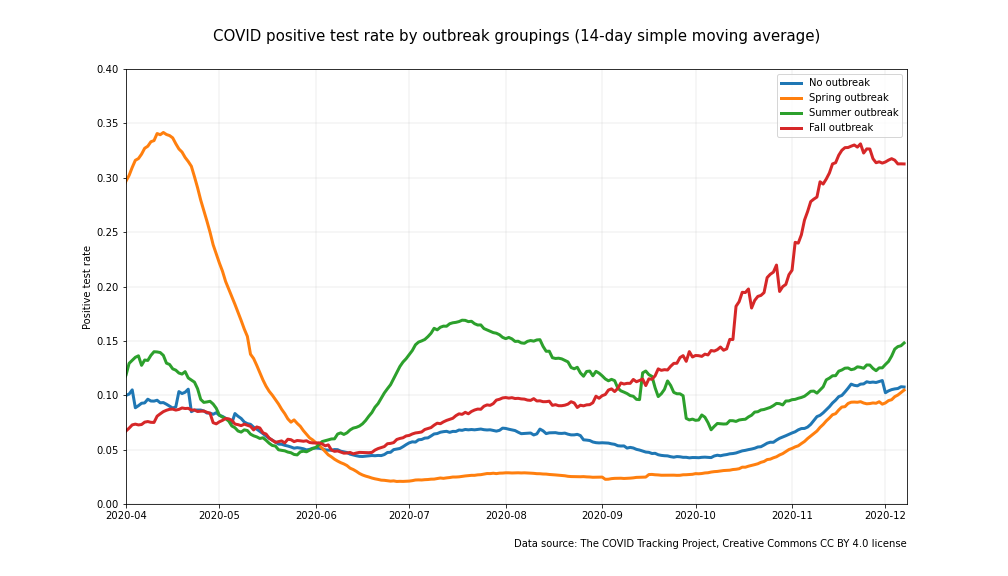 COVID positive test rate by outbreak groupings (14-day simple moving average)
0.40
0.35
0.30
0.25
0.20
0.15
0.10
0.05
0.00
Positive test rate
No outbreak
Spring outbreak
Summer outbreak
Fall outbreak
2020-04 2020-05 2020-06 2020-07 2020-08 2020-09 2020-10 2020-11 2020-12
Data source: The COVID Tracking Project, Creative Commons CC BY 4.0 license